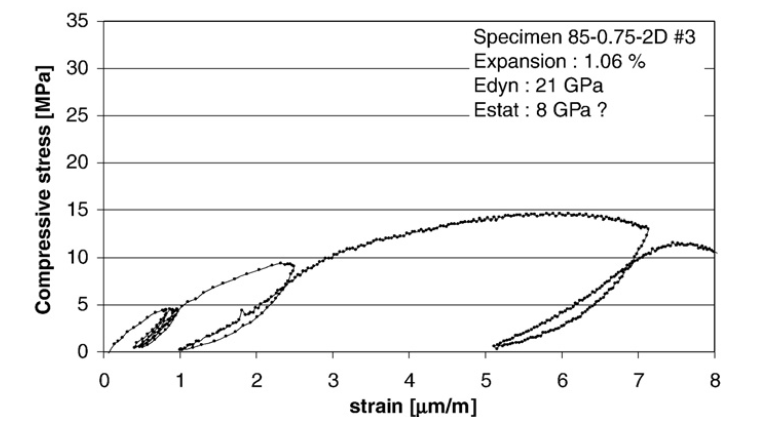 35
Specimen 85-0.75-2D #3
30
Expansion : 1.06 %
Edyn : 21 GPa
25
Estat : 8 GPa ?
20
15
10
5
0
Compressive stress [MPa]
0 1 2 3 4 5 6 7 8
strain [μm/m]